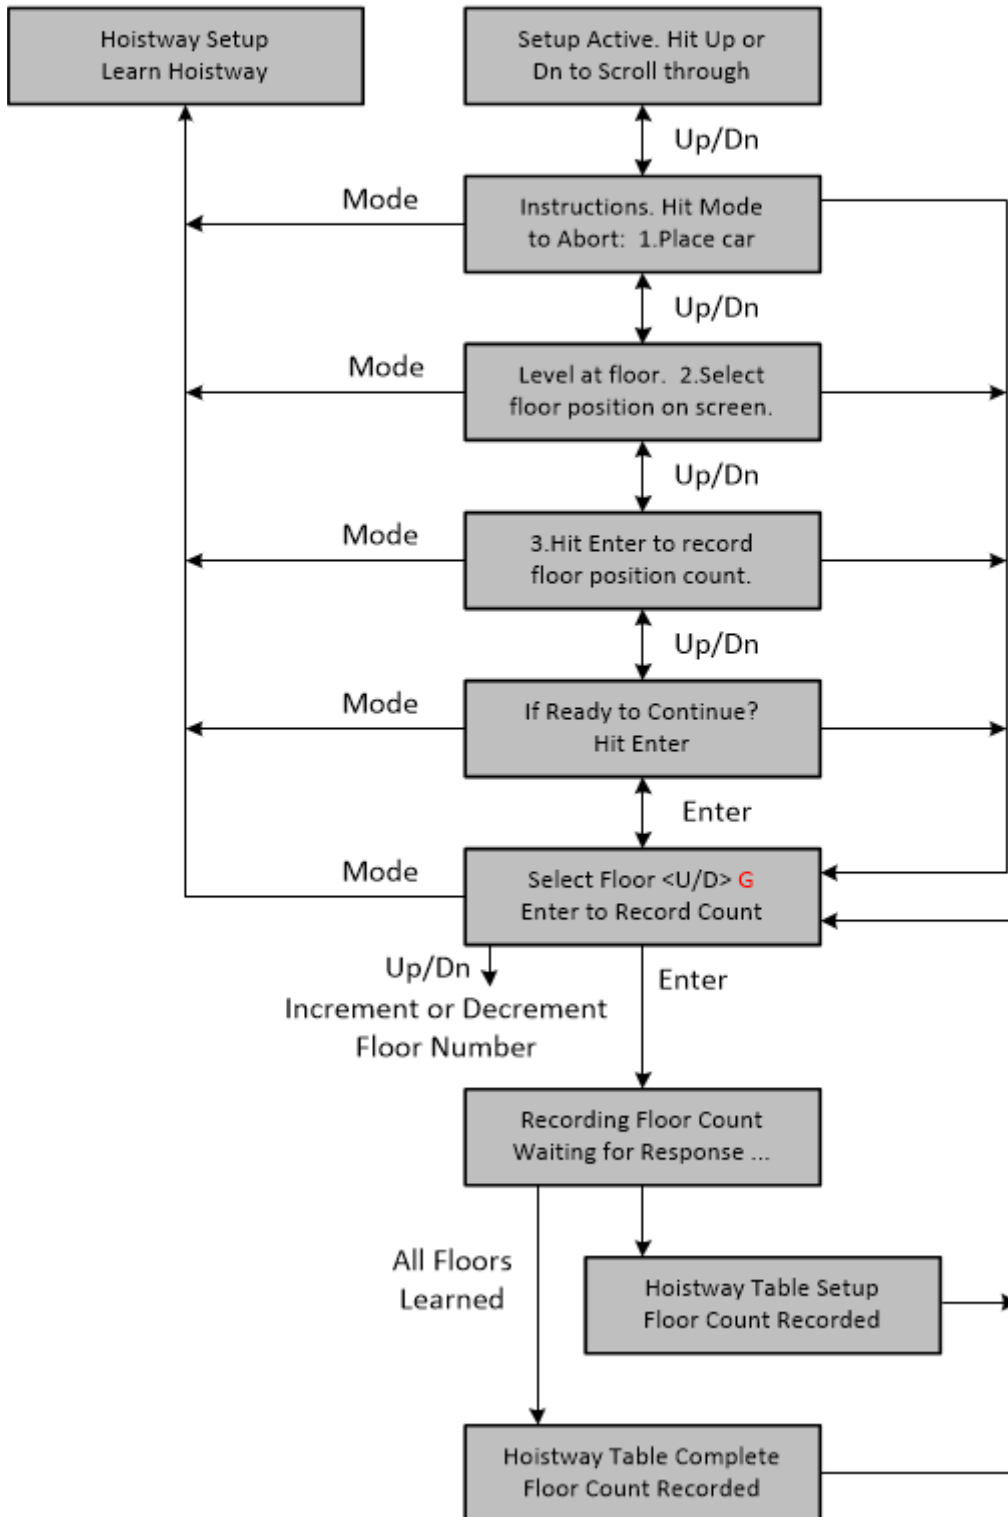 Hoistway Setup
Learn Hoistway
Setup Active. Hit Up or
Dn to Scroll through
Up/Dn
Mode
Instructions. Hit Mode
to Abort:  1.Place car
Up/Dn
Mode
Level at floor.  2.Select
floor position on screen.
Up/Dn
Mode
3.Hit Enter to record
floor position count.
Up/Dn
Mode
If Ready to Continue?
Hit Enter
Enter
Mode
Select Floor <U/D> G
Enter to Record Count
Up/Dn
Increment or Decrement
Floor Number
Enter
Recording Floor Count
Waiting for Response ...
All Floors
Learned
Hoistway Table Setup
Floor Count Recorded
Hoistway Table Complete
Floor Count Recorded